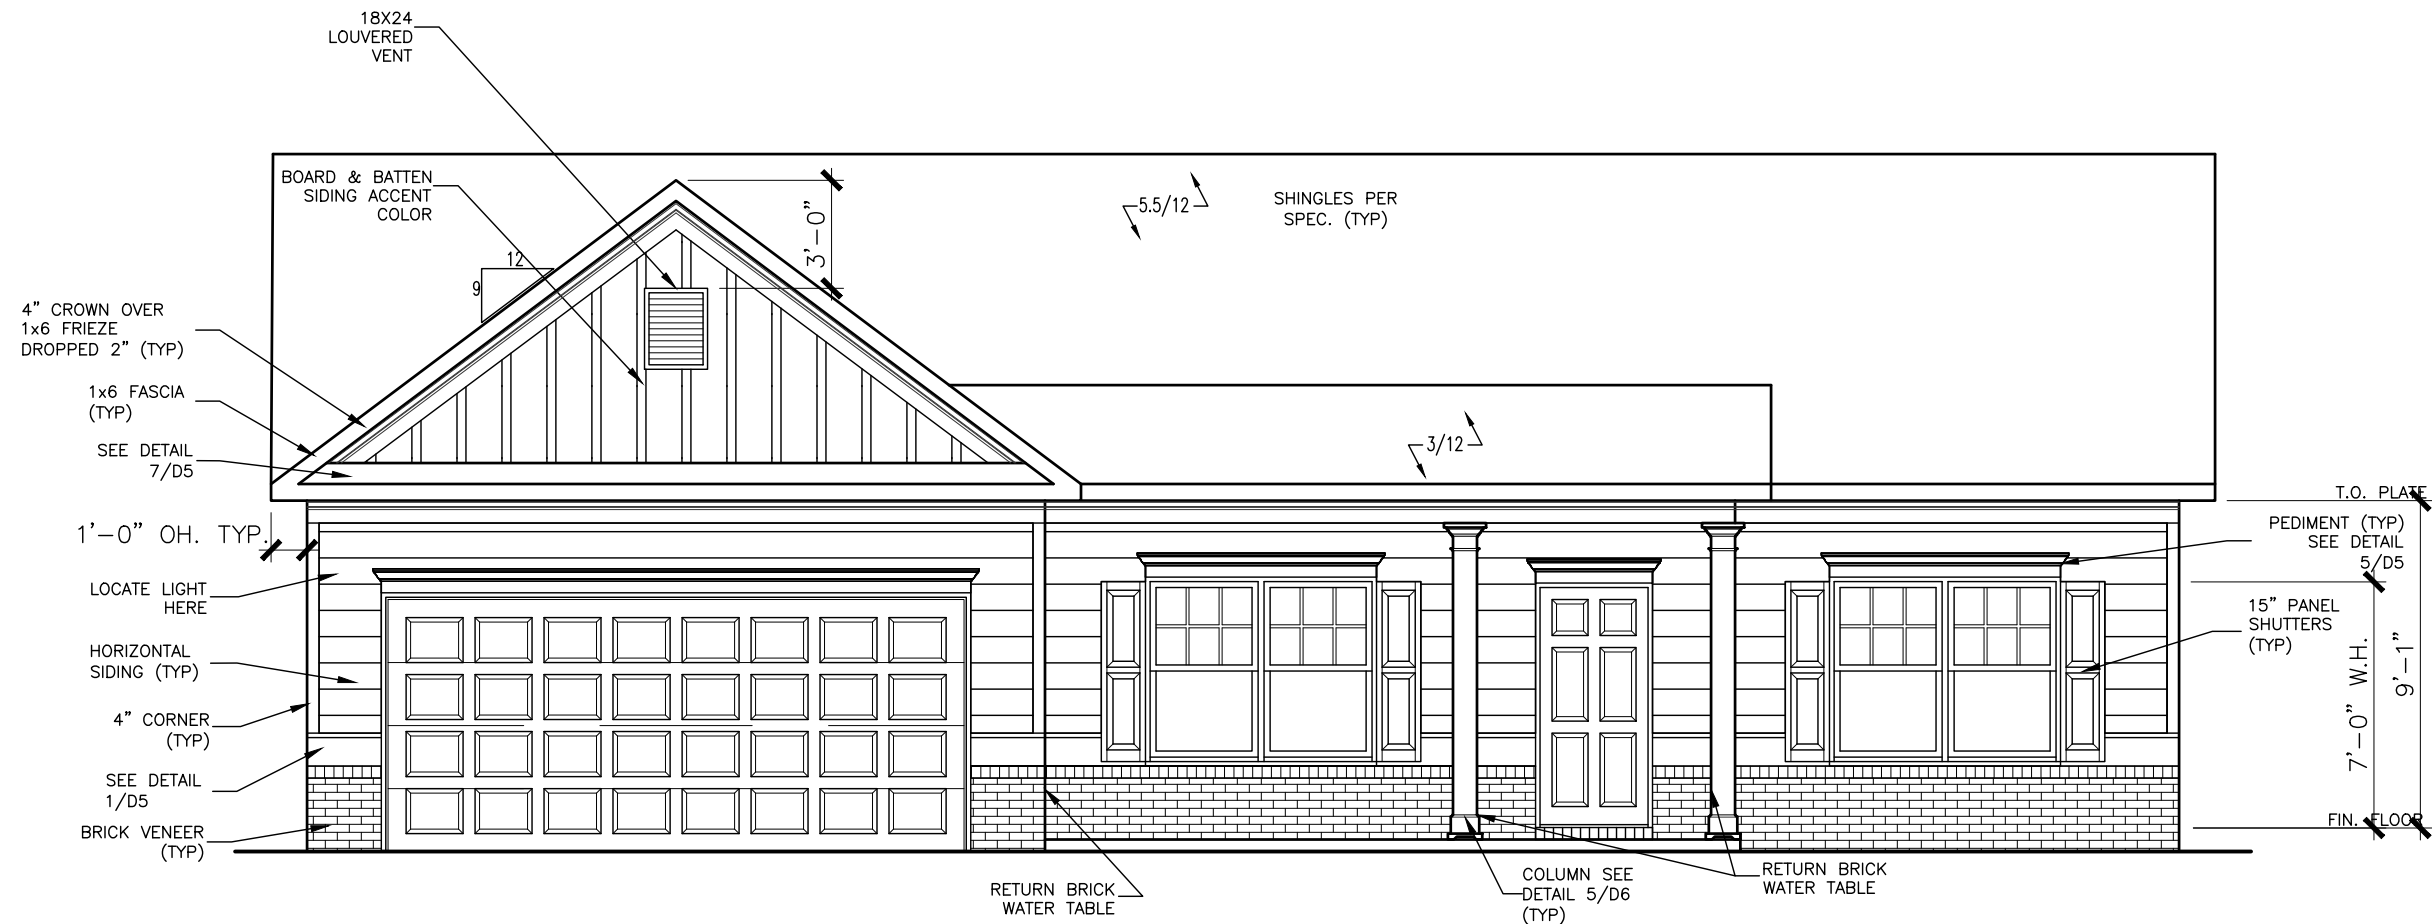 18X24
LOUVERED
VENT
BOARD & BATTEN
SIDING ACCENT
COLOR
3'-0"
5.5/12
SHINGLES PER
SPEC. (TYP)
12
9
4" CROWN OVER
1x6 FRIEZE
DROPPED 2" (TYP)
1x6 FASCIA
(TYP)
SEE DETAIL
7/D5
3/12
1'-0" OH. TYP.
T.O. PLATE
PEDIMENT (TYP)
SEE DETAIL
5/D5
LOCATE LIGHT
HERE
15" PANEL
SHUTTERS
(TYP)
HORIZONTAL
SIDING (TYP)
7'-0" W.H.
9'-1"
4" CORNER
(TYP)
SEE DETAIL
1/D5
BRICK VENEER
(TYP)
FIN. FLOOR
RETURN BRICK
WATER TABLE
COLUMN SEE
DETAIL 5/D6
(TYP)
RETURN BRICK
WATER TABLE